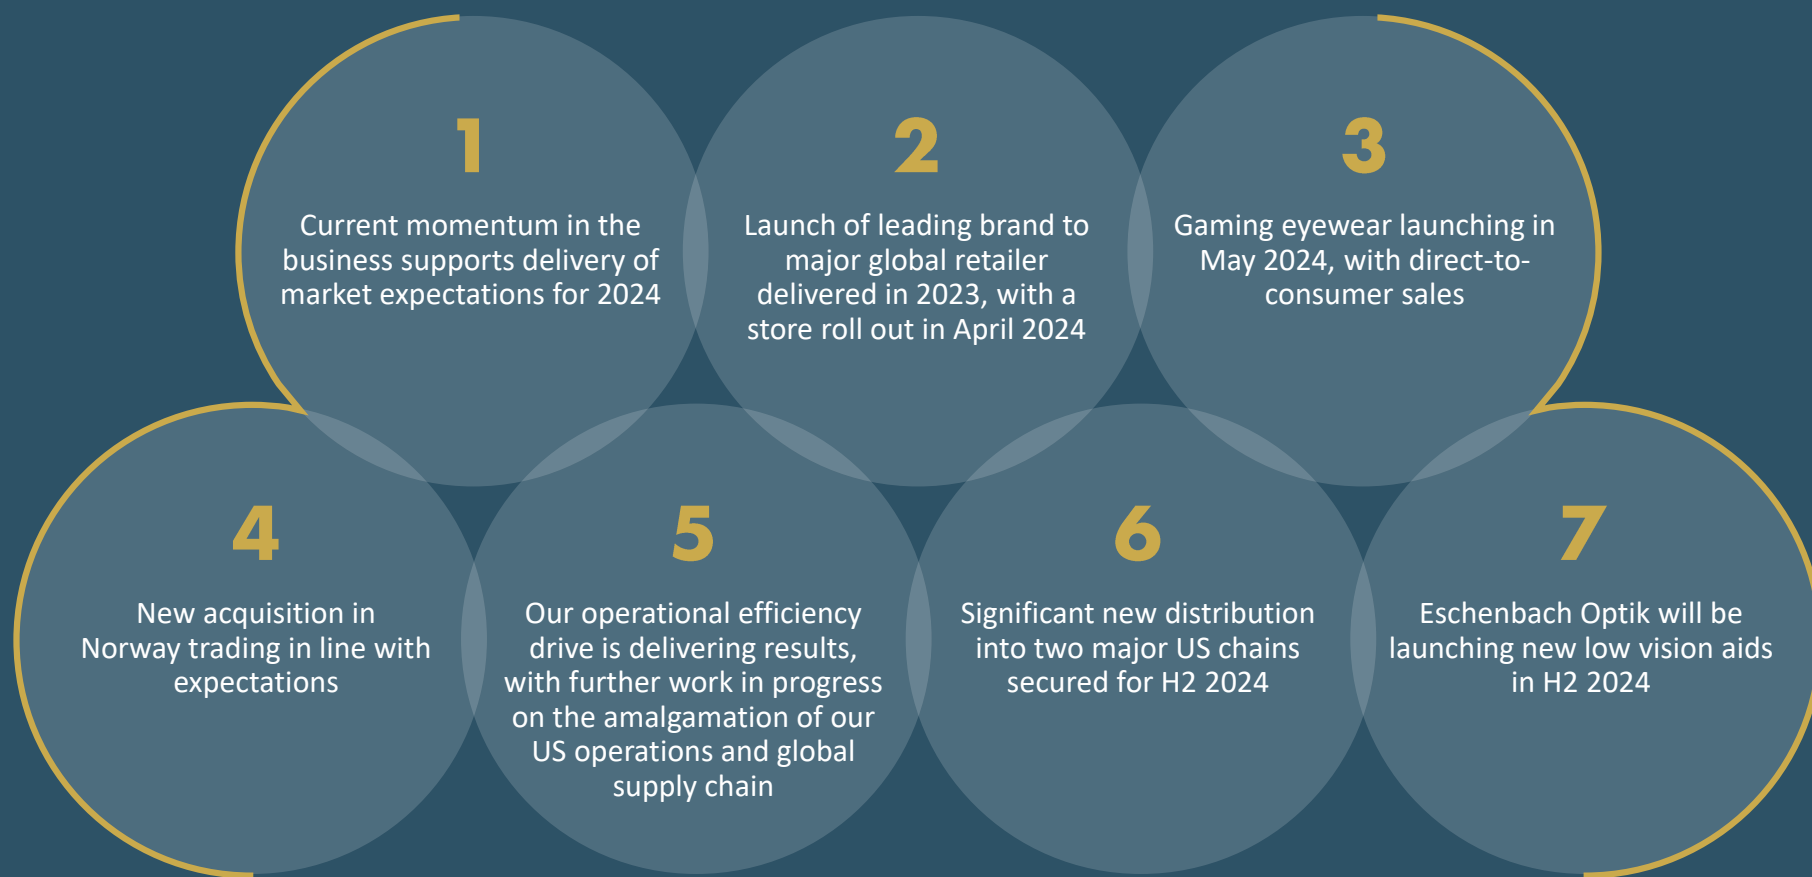 1
Current momentum in the
business supports delivery of
market expectations for 2024
2
Launch of leading brand to
major global retailer
delivered in 2023, with a
store roll out in April 2024
3
Gaming eyewear launching in
May 2024, with direct-to-
consumer sales
4
New acquisition in
Norway trading in line with
expectations
5
Our operational efficiency
drive is delivering results,
with further work in progress
on the amalgamation of our
US operations and global
supply chain
6
Significant new distribution
into two major US chains
secured for H2 2024
7
Eschenbach Optik will be
launching new low vision aids
in H2 2024